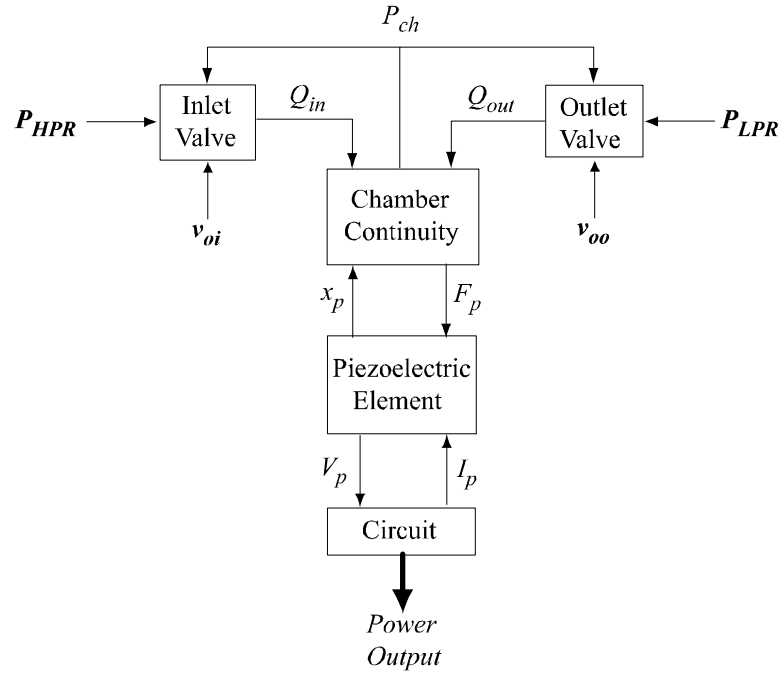 P_ch
Inlet
Valve
Q_in
Q_out
Outlet
Valve
P_HPR
P_LPR
v_oi
v_oo
Chamber
Continuity
x_p
F_p
Piezoelectric
Element
V_p
I_p
Circuit
Power
Output